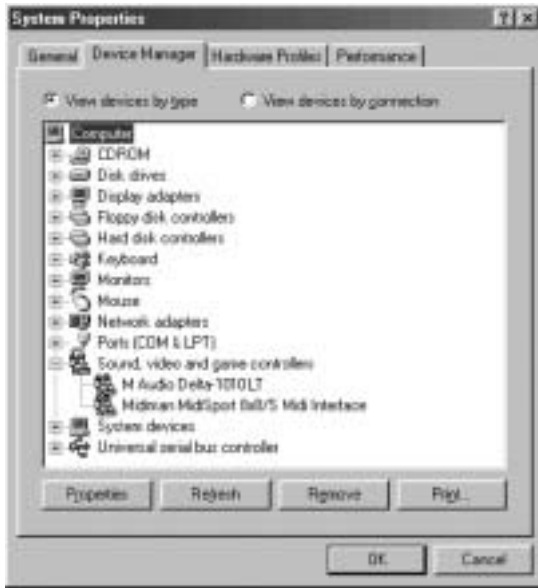 System Properties
General Device Manager Hardware Profiles Performance
View devices by type View devices by connection
Computer
CDROM
Disk drives
Display adapters
Floppy disk controllers
Hard disk controllers
Keyboard
Monitors
Mouse
Network adapters
Ports (COM & LPT)
Sound, video and game controllers
M Audio Delta-1010LT
Midiman MidiSport 8x8/S Midi Interface
System devices
Universal serial bus controller
Properties Refresh Remove Print...
OK Cancel